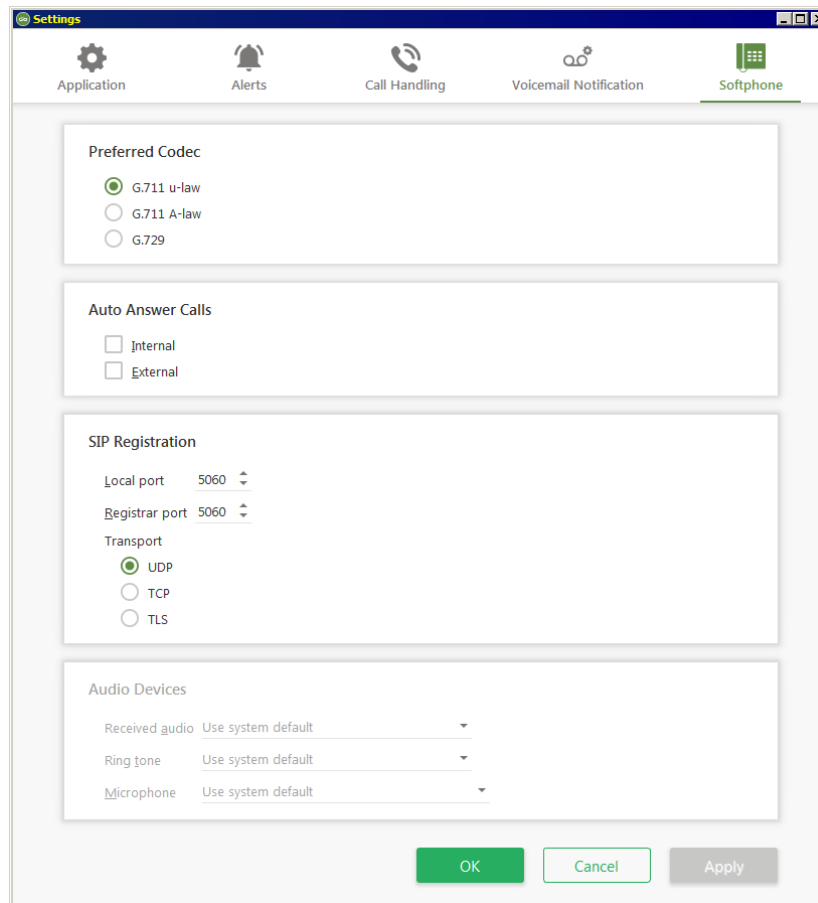 Settings
Application Alerts Call Handling Voicemail Notification Softphone
Preferred Codec
G.711 u-law
G.711 A-law
G.729
Auto Answer Calls
Internal
External
SIP Registration
Local port 5060
Registrar port 5060
Transport
UDP
TCP
TLS
Audio Devices
Received audio Use system default
Ring tone Use system default
Microphone Use system default
OK Cancel Apply